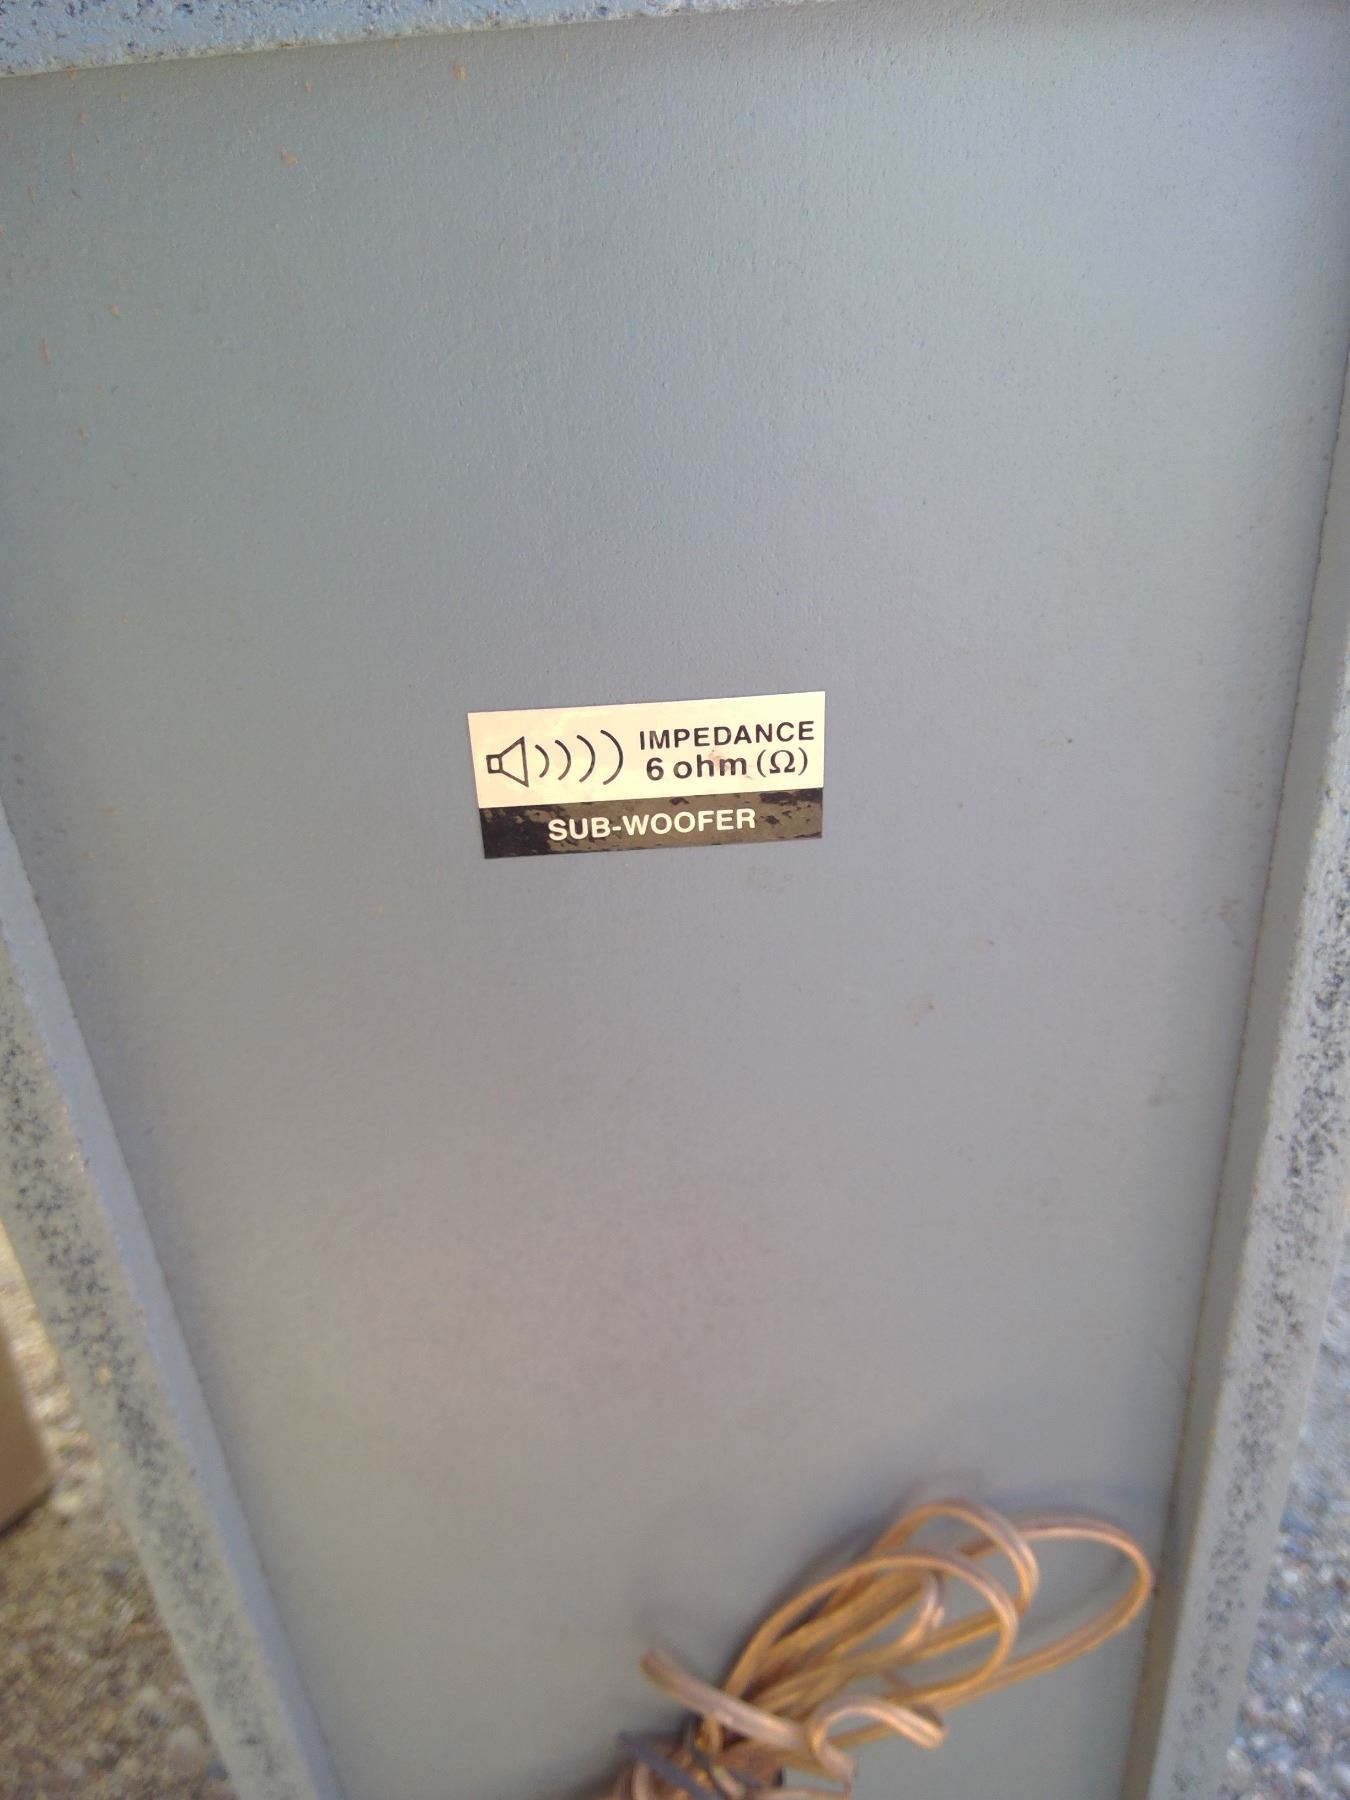 IMPEDANCE
6 ohm (Ω)
SUB-WOOFER